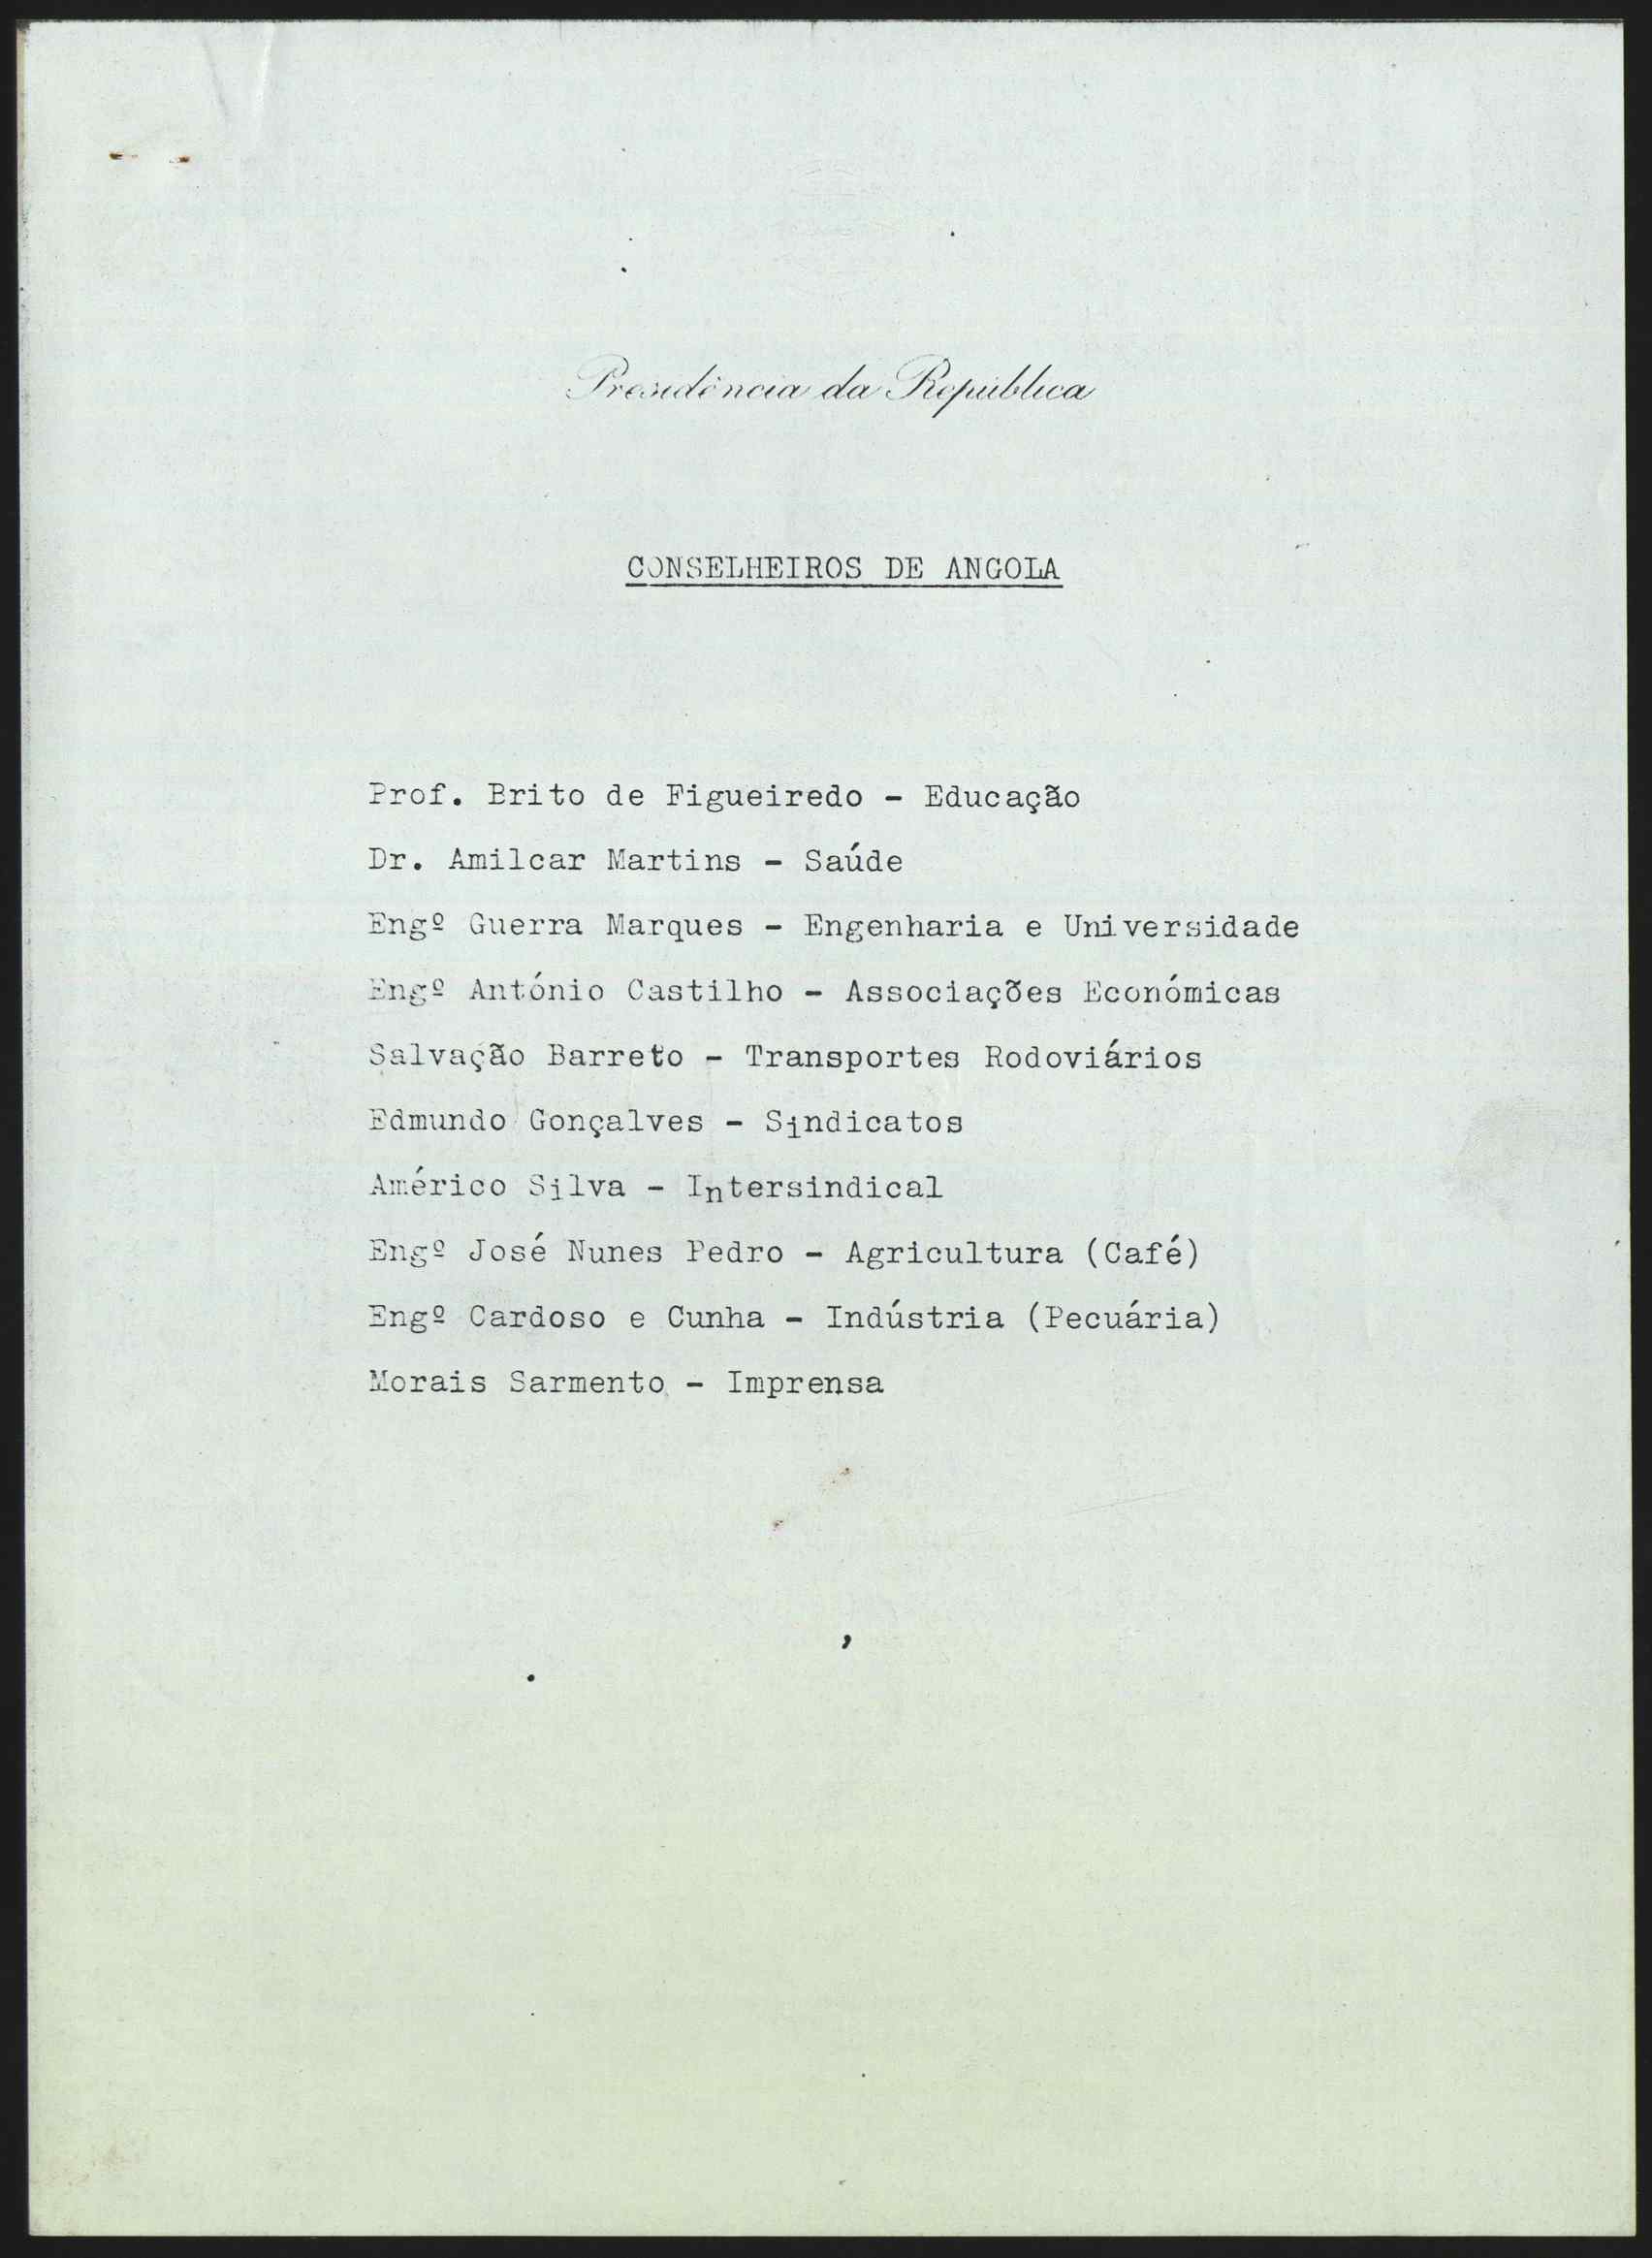 Presidência da República
CONSELHEIROS DE ANGOLA
Prof. Brito de Figueiredo - Educação
Dr. Amilcar Martins - Saúde
Engº Guerra Marques - Engenharia e Universidade
Engº António Castilho - Associações Económicas
Salvação Barreto - Transportes Rodoviários
Edmundo Gonçalves - Sindicatos
Américo Silva - Intersindical
Engº José Nunes Pedro - Agricultura (Café)
Engº Cardoso e Cunha - Indústria (Pecuária)
Morais Sarmento - Imprensa